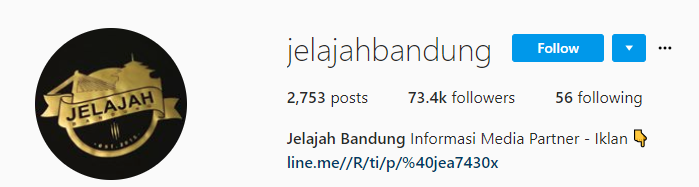 JELAJAH
jelajahbandung
Follow
2,753 posts 73.4k followers 56 following
Jelajah Bandung Informasi Media Partner - Iklan 👇
line.me//R/ti/p/%40jea7430x